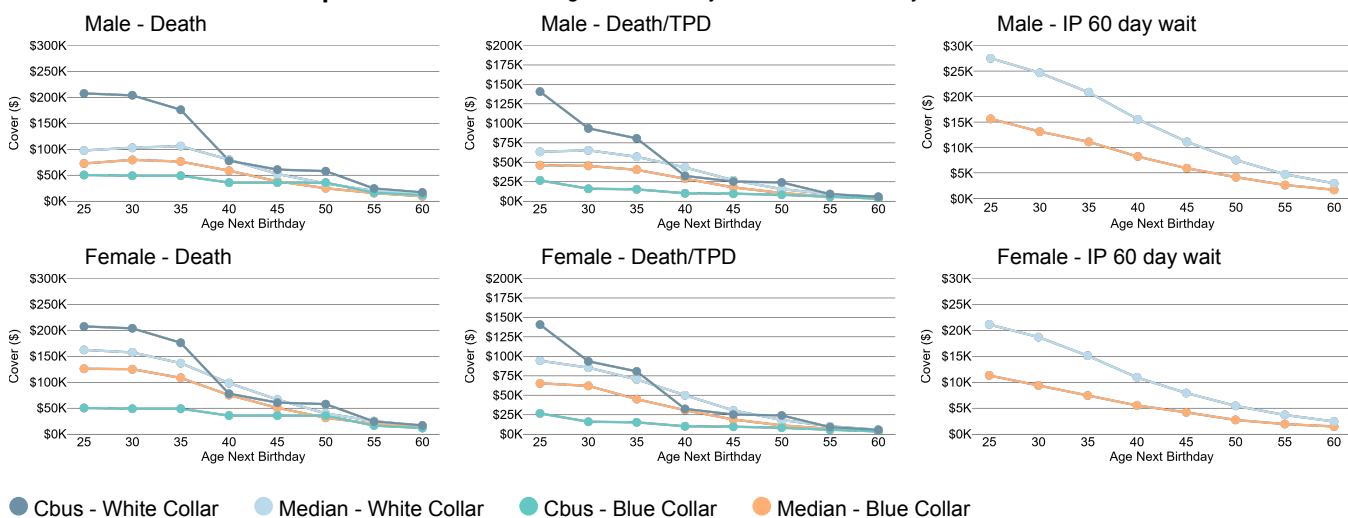 Male - Death
$300K
$250K
$200K
$150K
$100K
$50K
$0K
Cover ($)
25 30 35 40 45 50 55 60
Age Next Birthday
Male - Death/TPD
$200K
$175K
$150K
$125K
$100K
$75K
$50K
$25K
$0K
Cover ($)
25 30 35 40 45 50 55 60
Age Next Birthday
Male - IP 60 day wait
$30K
$25K
$20K
$15K
$10K
$5K
$0K
Cover ($)
25 30 35 40 45 50 55 60
Age Next Birthday
Female - Death
$300K
$250K
$200K
$150K
$100K
$50K
$0K
Cover ($)
25 30 35 40 45 50 55 60
Age Next Birthday
Female - Death/TPD
$200K
$175K
$150K
$125K
$100K
$75K
$50K
$25K
$0K
Cover ($)
25 30 35 40 45 50 55 60
Age Next Birthday
Female - IP 60 day wait
$30K
$25K
$20K
$15K
$10K
$5K
$0K
Cover ($)
25 30 35 40 45 50 55 60
Age Next Birthday
Cbus - White Collar Median - White Collar Cbus - Blue Collar Median - Blue Collar